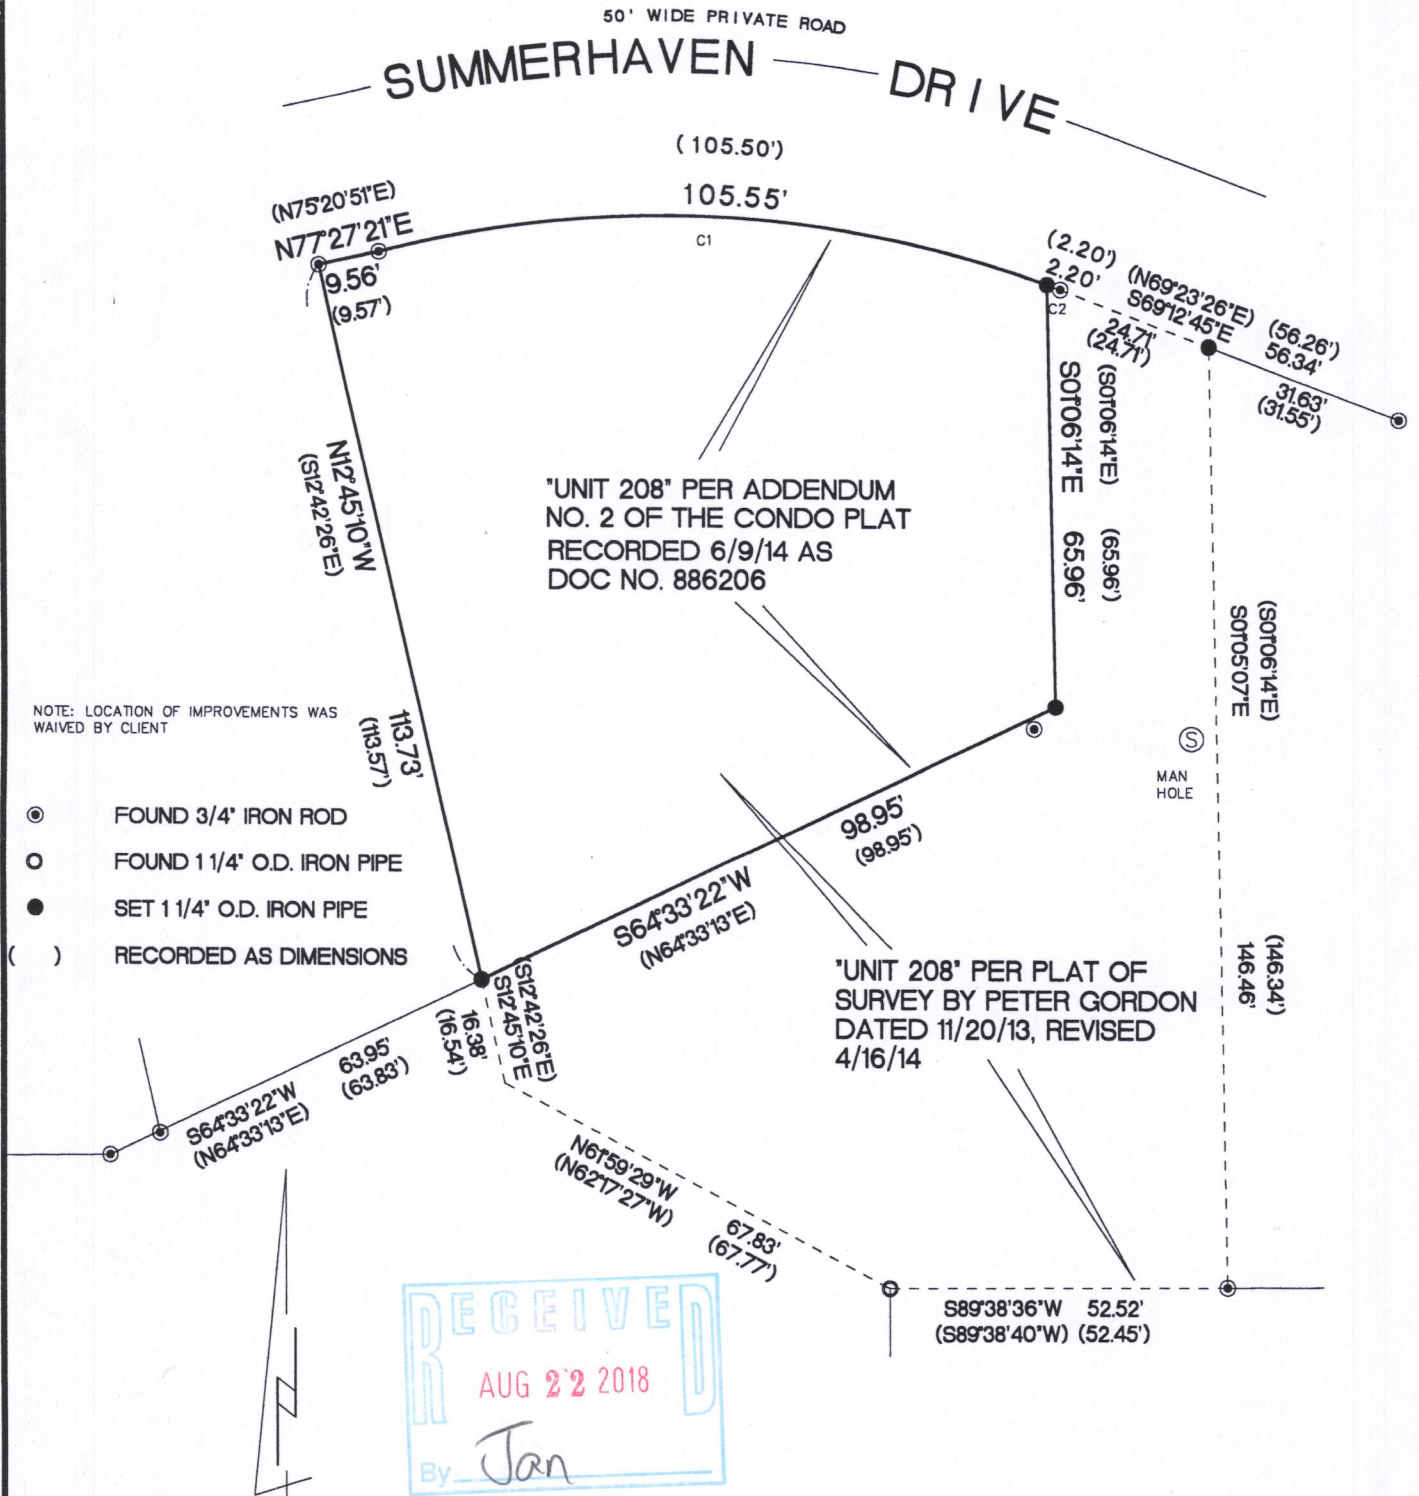 50' WIDE PRIVATE ROAD
SUMMERHAVEN DRIVE
(105.50')
105.55'
C1
(N75°20'51"E)
N77°27'21"E
9.56'
(9.57')
(2.20')
2.20'
C2
(N69°23'26"E)
S69°12'45"E
(56.26')
56.34'
24.71'
(24.71')
31.63'
(31.55')
N12°45'10"W
(S12°42'26"E)
113.73'
(113.57')
(S01°06'14"E)
S01°06'14"E
(65.96')
65.96'
"UNIT 208" PER ADDENDUM
NO. 2 OF THE CONDO PLAT
RECORDED 6/9/14 AS
DOC NO. 886206
(S01°06'14"E)
S01°05'07"E
(146.34')
146.46'
S
MAN
HOLE
NOTE: LOCATION OF IMPROVEMENTS WAS
WAIVED BY CLIENT
FOUND 3/4" IRON ROD
FOUND 1 1/4" O.D. IRON PIPE
SET 1 1/4" O.D. IRON PIPE
( ) RECORDED AS DIMENSIONS
98.95'
(98.95')
S64°33'22"W
(N64°33'13"E)
"UNIT 208" PER PLAT OF
SURVEY BY PETER GORDON
DATED 11/20/13, REVISED
4/16/14
(S12°42'26"E)
S12°45'10"E
16.38'
(16.54')
63.95'
(63.83')
S64°33'22"W
(N64°33'13"E)
N61°59'29"W
(N62°17'27"W)
67.83'
(67.77')
S89°38'36"W 52.52'
(S89°38'40"W) (52.45')
RECEIVED
AUG 22 2018
By Jan